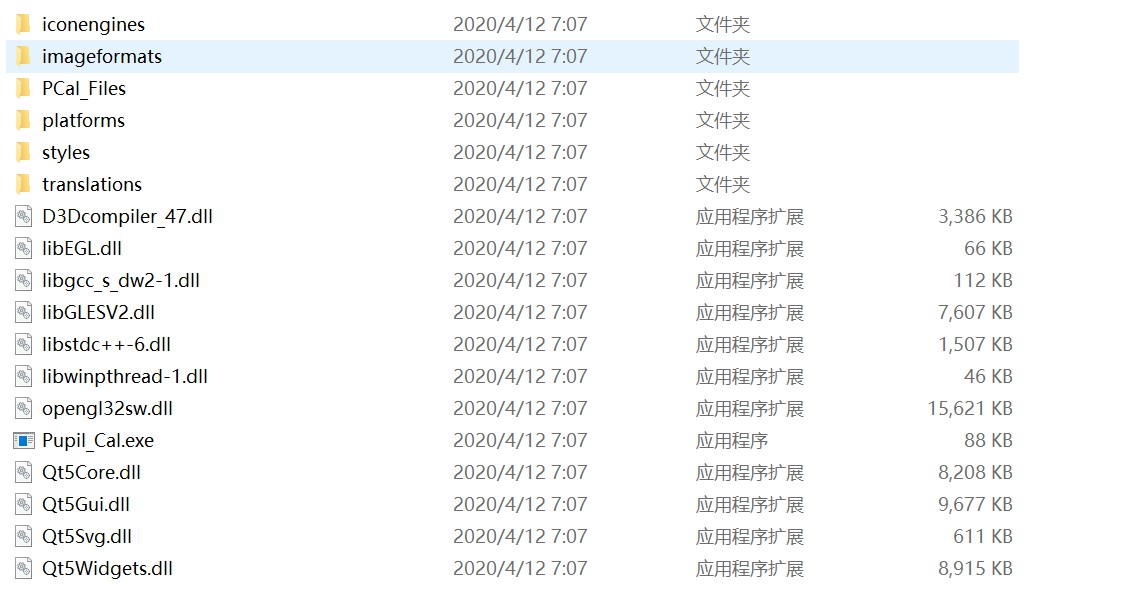 iconengines 2020/4/12 7:07 文件夹
imageformats 2020/4/12 7:07 文件夹
PCal_Files 2020/4/12 7:07 文件夹
platforms 2020/4/12 7:07 文件夹
styles 2020/4/12 7:07 文件夹
translations 2020/4/12 7:07 文件夹
D3Dcompiler_47.dll 2020/4/12 7:07 应用程序扩展 3,386 KB
libEGL.dll 2020/4/12 7:07 应用程序扩展 66 KB
libgcc_s_dw2-1.dll 2020/4/12 7:07 应用程序扩展 112 KB
libGLESV2.dll 2020/4/12 7:07 应用程序扩展 7,607 KB
libstdc++-6.dll 2020/4/12 7:07 应用程序扩展 1,507 KB
libwinpthread-1.dll 2020/4/12 7:07 应用程序扩展 46 KB
opengl32sw.dll 2020/4/12 7:07 应用程序扩展 15,621 KB
Pupil_Cal.exe 2020/4/12 7:07 应用程序 88 KB
Qt5Core.dll 2020/4/12 7:07 应用程序扩展 8,208 KB
Qt5Gui.dll 2020/4/12 7:07 应用程序扩展 9,677 KB
Qt5Svg.dll 2020/4/12 7:07 应用程序扩展 611 KB
Qt5Widgets.dll 2020/4/12 7:07 应用程序扩展 8,915 KB